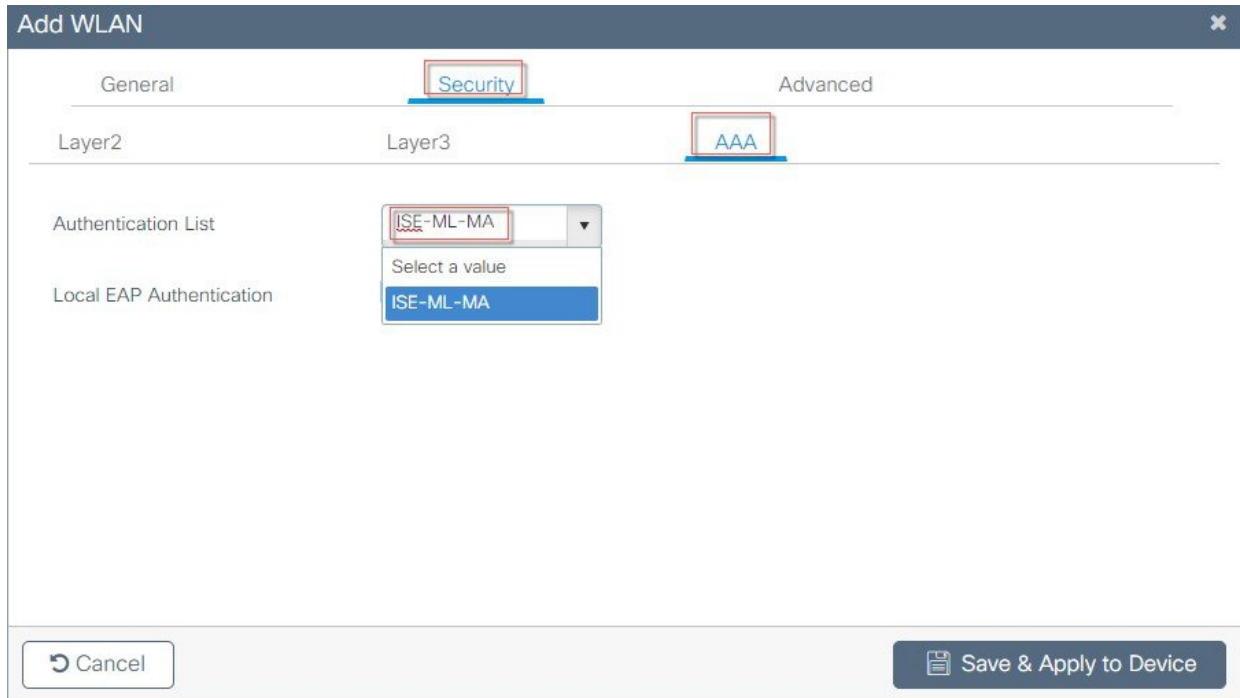 Add WLAN
General Security Advanced
Layer2 Layer3 AAA
Authentication List ISE-ML-MA
Select a value
Local EAP Authentication ISE-ML-MA
Cancel Save & Apply to Device